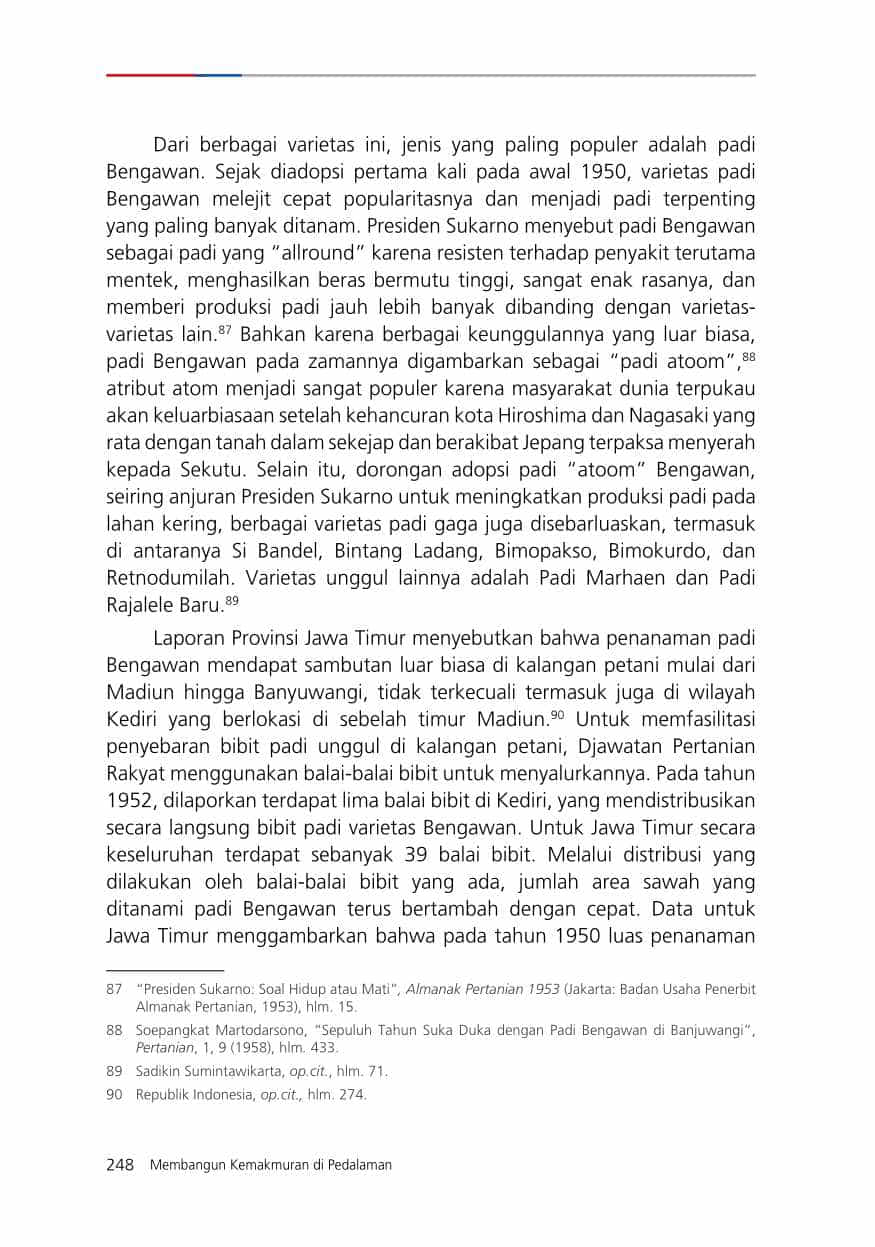 Dari berbagai varietas ini, jenis yang paling populer adalah padi
Bengawan. Sejak diadopsi pertama kali pada awal 1950, varietas padi
Bengawan melejit cepat popularitasnya dan menjadi padi terpenting
yang paling banyak ditanam. Presiden Sukarno menyebut padi Bengawan
sebagai padi yang “allround” karena resisten terhadap penyakit terutama
mentek, menghasilkan beras bermutu tinggi, sangat enak rasanya, dan
memberi produksi padi jauh lebih banyak dibanding dengan varietas-
varietas lain.87 Bahkan karena berbagai keunggulannya yang luar biasa,
padi Bengawan pada zamannya digambarkan sebagai “padi atoom”,88
atribut atom menjadi sangat populer karena masyarakat dunia terpukau
akan keluarbiasaan setelah kehancuran kota Hiroshima dan Nagasaki yang
rata dengan tanah dalam sekejap dan berakibat Jepang terpaksa menyerah
kepada Sekutu. Selain itu, dorongan adopsi padi “atoom” Bengawan,
seiring anjuran Presiden Sukarno untuk meningkatkan produksi padi pada
lahan kering, berbagai varietas padi gaga juga disebarluaskan, termasuk
di antaranya Si Bandel, Bintang Ladang, Bimopakso, Bimokurdo, dan
Retnodumilah. Varietas unggul lainnya adalah Padi Marhaen dan Padi
Rajalele Baru.89
Laporan Provinsi Jawa Timur menyebutkan bahwa penanaman padi
Bengawan mendapat sambutan luar biasa di kalangan petani mulai dari
Madiun hingga Banyuwangi, tidak terkecuali termasuk juga di wilayah
Kediri yang berlokasi di sebelah timur Madiun.90 Untuk memfasilitasi
penyebaran bibit padi unggul di kalangan petani, Djawatan Pertanian
Rakyat menggunakan balai-balai bibit untuk menyalurkannya. Pada tahun
1952, dilaporkan terdapat lima balai bibit di Kediri, yang mendistribusikan
secara langsung bibit padi varietas Bengawan. Untuk Jawa Timur secara
keseluruhan terdapat sebanyak 39 balai bibit. Melalui distribusi yang
dilakukan oleh balai-balai bibit yang ada, jumlah area sawah yang
ditanami padi Bengawan terus bertambah dengan cepat. Data untuk
Jawa Timur menggambarkan bahwa pada tahun 1950 luas penanaman
87 “Presiden Sukarno: Soal Hidup atau Mati”, Almanak Pertanian 1953 (Jakarta: Badan Usaha Penerbit
Almanak Pertanian, 1953), hlm. 15.
88 Soepangkat Martodarsono, “Sepuluh Tahun Suka Duka dengan Padi Bengawan di Banjuwangi”,
Pertanian, 1, 9 (1958), hlm. 433.
89 Sadikin Sumintawikarta, op.cit., hlm. 71.
90 Republik Indonesia, op.cit., hlm. 274.
248 Membangun Kemakmuran di Pedalaman